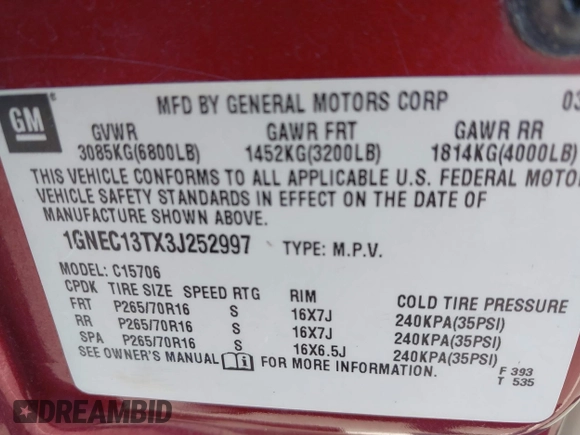 GM
®
MFD BY GENERAL MOTORS CORP 03
GVWR GAWR FRT GAWR RR
3085KG(6800LB) 1452KG(3200LB) 1814KG(4000LB)
THIS VEHICLE CONFORMS TO ALL APPLICABLE U.S. FEDERAL MOTO
VEHICLE SAFETY STANDARDS IN EFFECT ON THE DATE OF
MANUFACTURE SHOWN ABOVE.
1GNEC13TX3J252997 TYPE: M.P.V.
MODEL: C15706
CPDK TIRE SIZE SPEED RTG RIM COLD TIRE PRESSURE
FRT P265/70R16 S 16X7J 240KPA(35PSI)
RR P265/70R16 S 16X7J 240KPA(35PSI)
SPA P265/70R16 S 16X6.5J 240KPA(35PSI)
SEE OWNER'S MANUAL FOR MORE INFORMATION.
F 393
T 535
DREAMBID